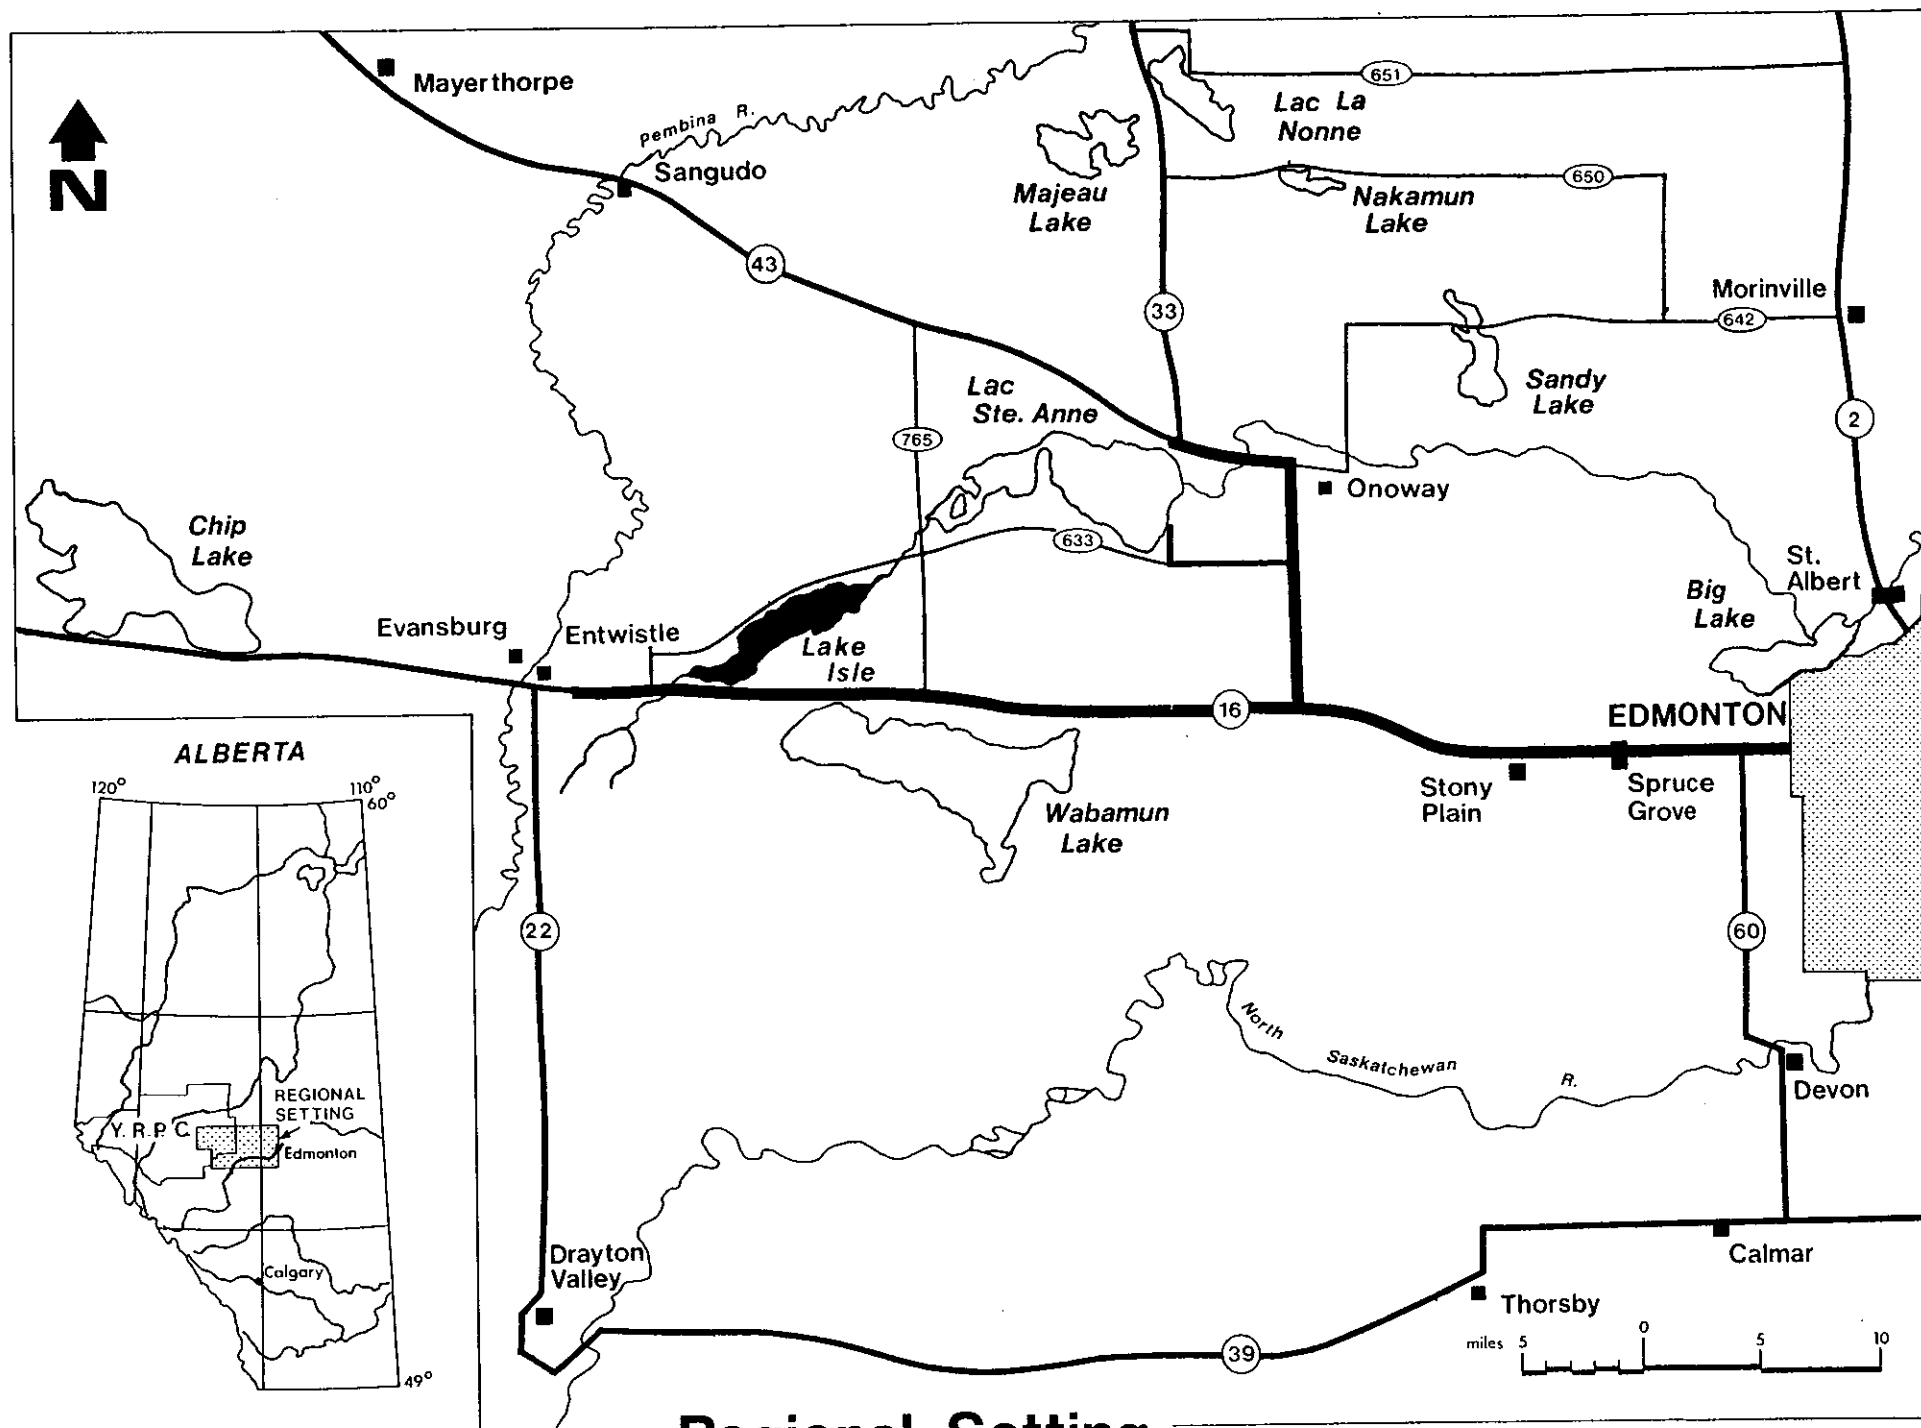 Mayerthorpe
N
Pembina R.
Sangudo
43
Lac La
Nonne
651
Majeau
Lake
650
Nakamun
Lake
33
Morinville
642
Sandy
Lake
2
Lac
Ste. Anne
765
Onoway
633
Chip
Lake
St.
Albert
Big
Lake
Evansburg
Entwistle
Lake
Isle
16
EDMONTON
Stony
Plain
Spruce
Grove
Wabamun
Lake
22
60
North
Saskatchewan
R.
Devon
Drayton
Valley
Calmar
Thorsby
39
miles 5 0 5 10
ALBERTA
120° 110°
60°
REGIONAL
SETTING
Y. R.P. C.
Edmonton
Calgary
49°
Regional Setting